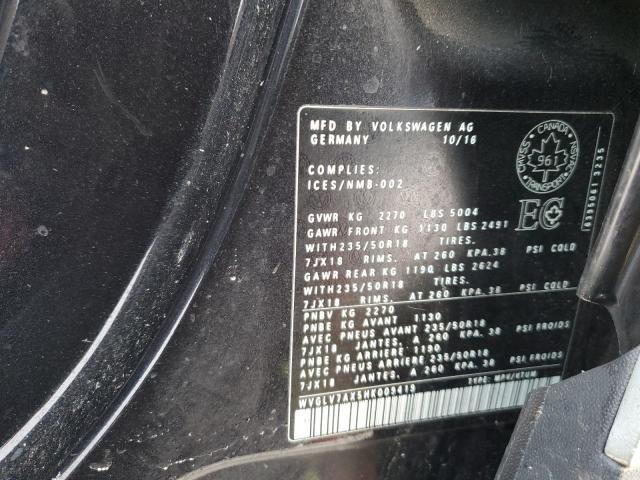 MFD BY VOLKSWAGEN AG
GERMANY 10/16
COMPLIES:
ICES/NMB-002
CANADA
961
EC
GVWR KG 2270 LBS 5004
GAWR FRONT KG 1130 LBS 2491
WITH235/50R18 TIRES.
7JX18 RIMS. AT 260 KPA.38 PSI COLD
GAWR REAR KG 1190 LBS 2624
WITH235/50R18 TIRES.
7JX18 RIMS. AT 260 KPA. 38 PSI COLD
PNBV KG 2270
PNBE KG AVANT 1130
AVEC PNEUS AVANT 235/50R18
7JX18 JANTES. A 260 KPA. 38 PSI FROIDS
PNBE KG ARRIERE: 1190
AVEC PNEUS ARRIERE 235/50R18
7JX18 JANTES. A 260 KPA. 38 PSI FROIDS
TYPE: MPV/VTUM